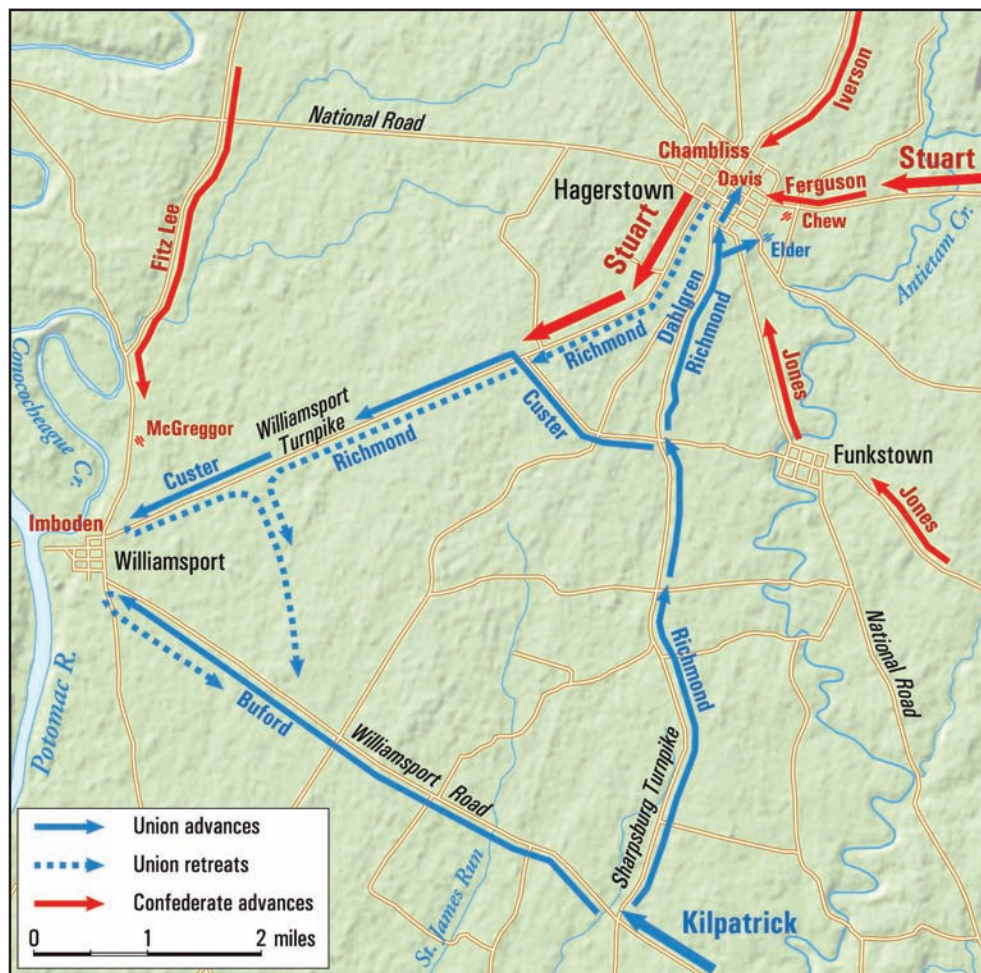 Iverson
National Road
Chambliss
Stuart
Davis
Ferguson
Hagerstown
Chew
Fitz Lee
Stuart
Elder
Antietam Cr.
Dahlgren
Richmond
Richmond
Conococheague Cr.
Jones
McGreggor
Williamsport
Turnpike
Custer
Richmond
Custer
Funkstown
Jones
Imboden
Williamsport
Richmond
National Road
Potomac R.
Buford
Williamsport Road
Sharpsburg Turnpike
St. James Run
Kilpatrick
Union advances
Union retreats
Confederate advances
0 1 2 miles